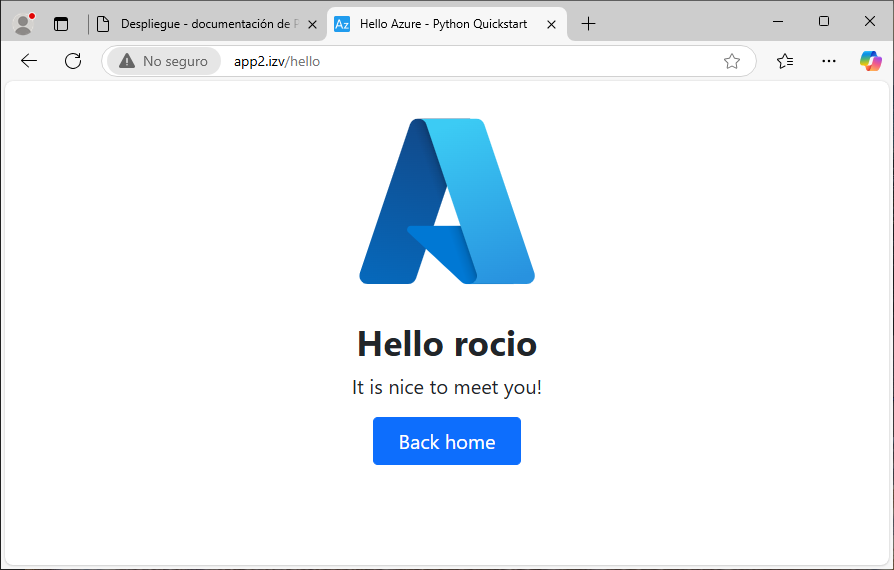 Despliegue - documentación de P
Az
Hello Azure - Python Quickstart
No seguro
app2.izv/hello
Hello rocio
It is nice to meet you!
Back home